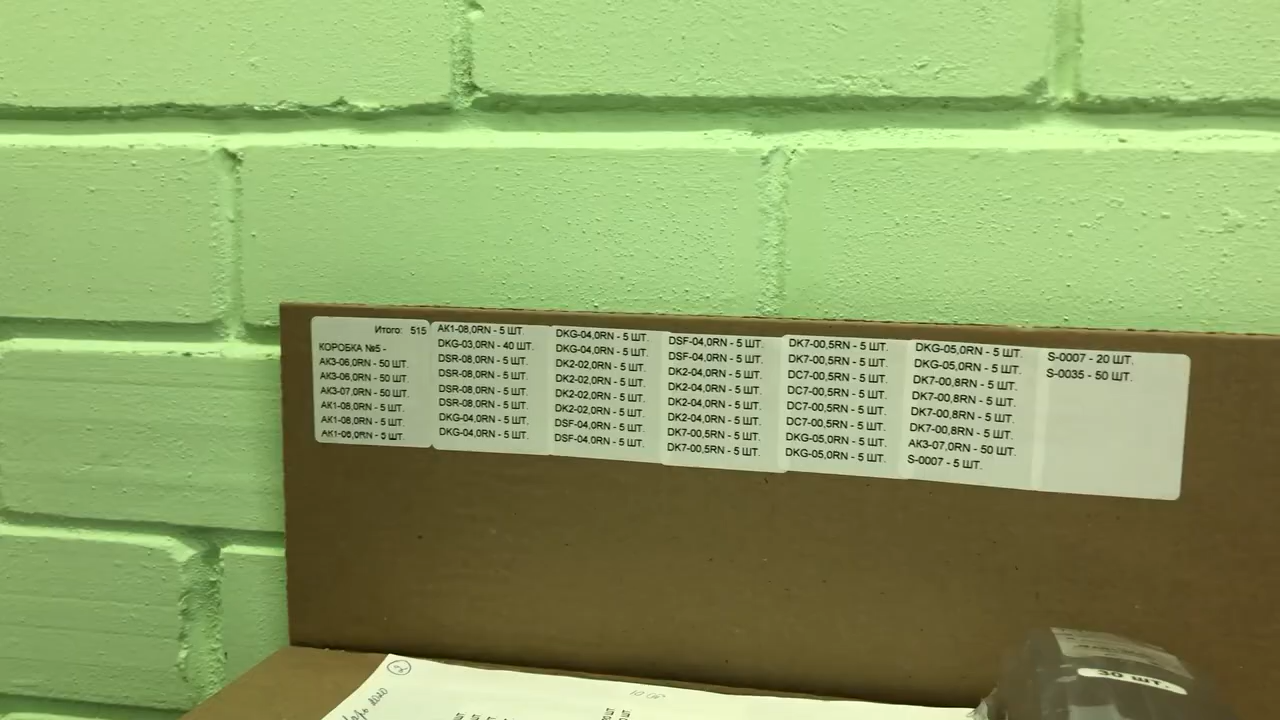 Итого: 515
КОРОБКА №5 -
АК3-06,0RN - 50 ШТ.
АК3-06,0RN - 50 ШТ.
АК3-07,0RN - 50 ШТ.
АК1-08,0RN - 5 ШТ.
АК1-08,0RN - 5 ШТ.
АК1-08,0RN - 5 ШТ.
АК1-08,0RN - 5 ШТ.
DKG-03,0RN - 40 ШТ.
DSR-08,0RN - 5 ШТ.
DSR-08,0RN - 5 ШТ.
DSR-08,0RN - 5 ШТ.
DSR-08,0RN - 5 ШТ.
DKG-04,0RN - 5 ШТ.
DKG-04,0RN - 5 ШТ.
DKG-04,0RN - 5 ШТ.
DKG-04,0RN - 5 ШТ.
DK2-02,0RN - 5 ШТ.
DK2-02,0RN - 5 ШТ.
DK2-02,0RN - 5 ШТ.
DK2-02,0RN - 5 ШТ.
DSF-04,0RN - 5 ШТ.
DSF-04,0RN - 5 ШТ.
DSF-04,0RN - 5 ШТ.
DSF-04,0RN - 5 ШТ.
DK2-04,0RN - 5 ШТ.
DK2-04,0RN - 5 ШТ.
DK2-04,0RN - 5 ШТ.
DK2-04,0RN - 5 ШТ.
DK7-00,5RN - 5 ШТ.
DK7-00,5RN - 5 ШТ.
DK7-00,5RN - 5 ШТ.
DK7-00,5RN - 5 ШТ.
DC7-00,5RN - 5 ШТ.
DC7-00,5RN - 5 ШТ.
DC7-00,5RN - 5 ШТ.
DC7-00,5RN - 5 ШТ.
DKG-05,0RN - 5 ШТ.
DKG-05,0RN - 5 ШТ.
DKG-05,0RN - 5 ШТ.
DKG-05,0RN - 5 ШТ.
DK7-00,8RN - 5 ШТ.
DK7-00,8RN - 5 ШТ.
DK7-00,8RN - 5 ШТ.
DK7-00,8RN - 5 ШТ.
АК3-07,0RN - 50 ШТ.
S-0007 - 5 ШТ.
S-0007 - 20 ШТ.
S-0035 - 50 ШТ.
30 ШТ.
2